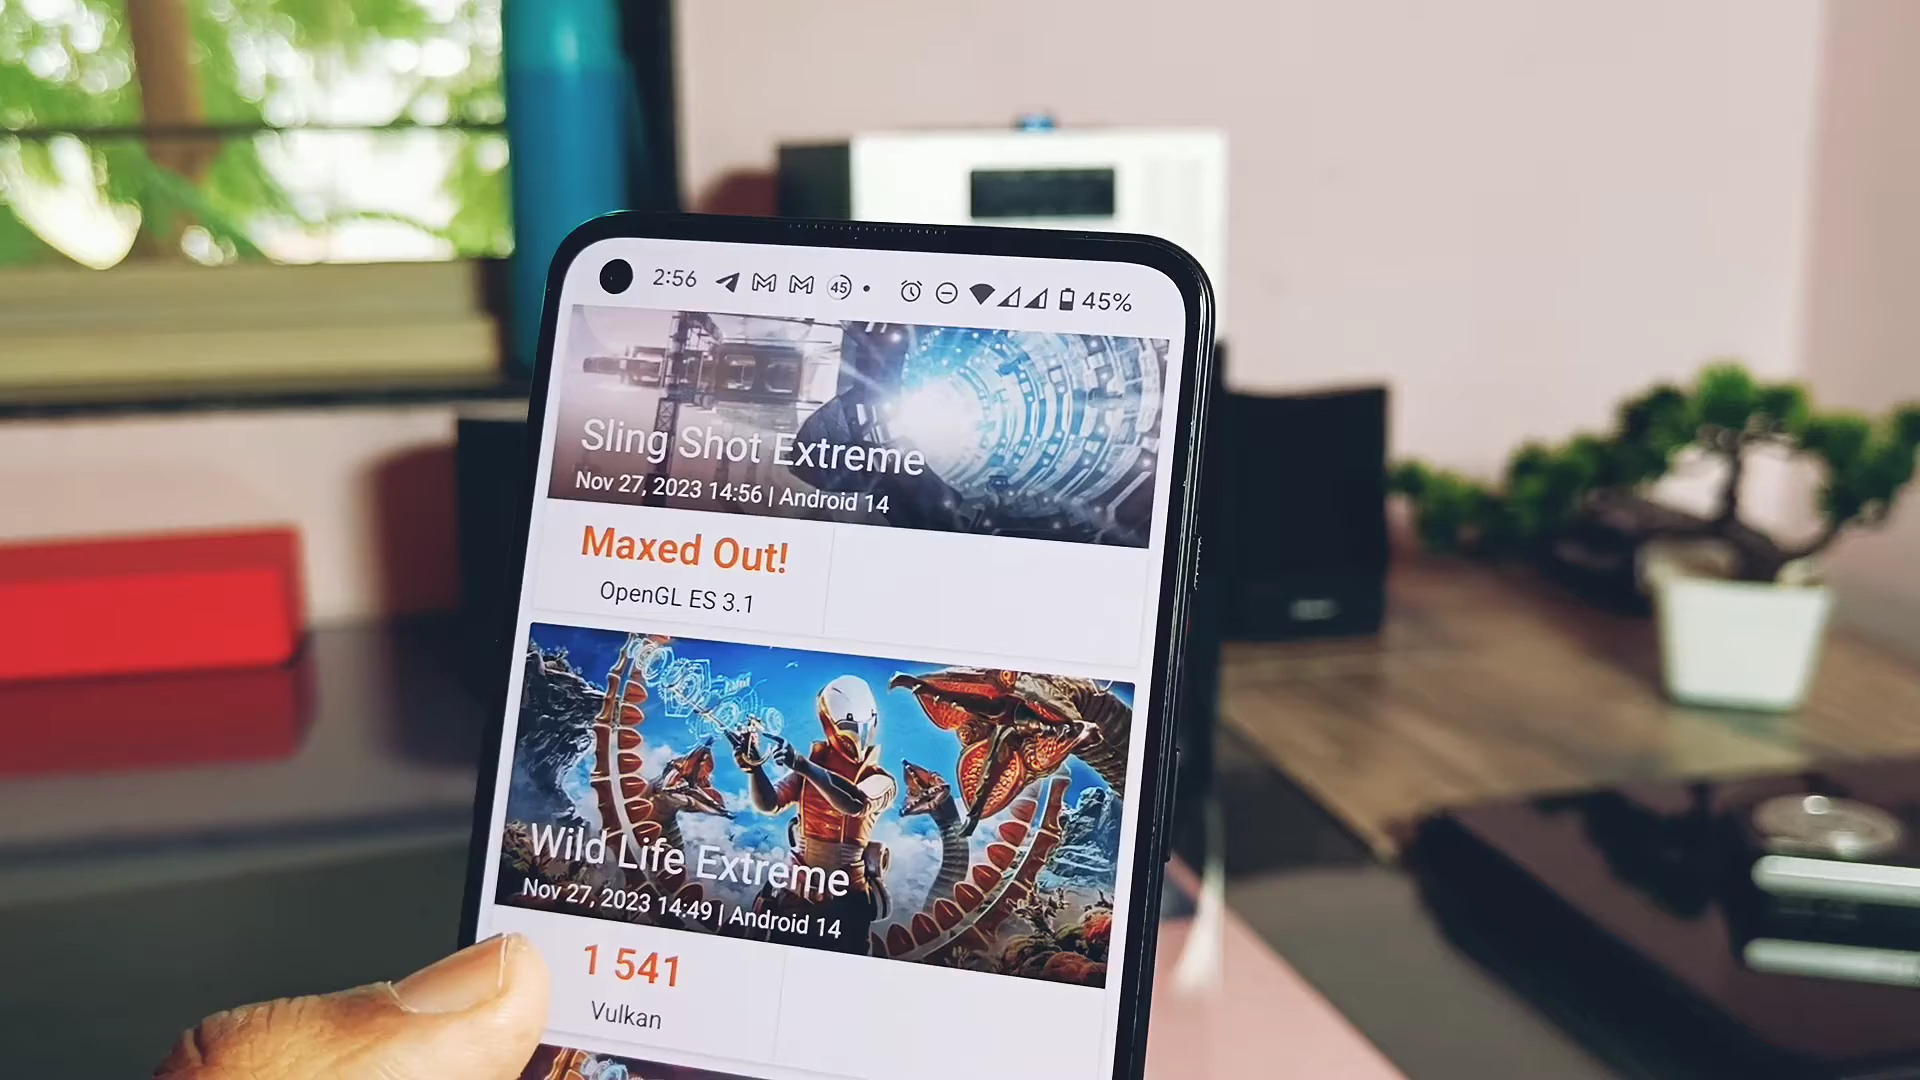 2:56 45 45%
Sling Shot Extreme
Nov 27, 2023 14:56 | Android 14
Maxed Out!
OpenGL ES 3.1
Wild Life Extreme
Nov 27, 2023 14:49 | Android 14
1 541
Vulkan